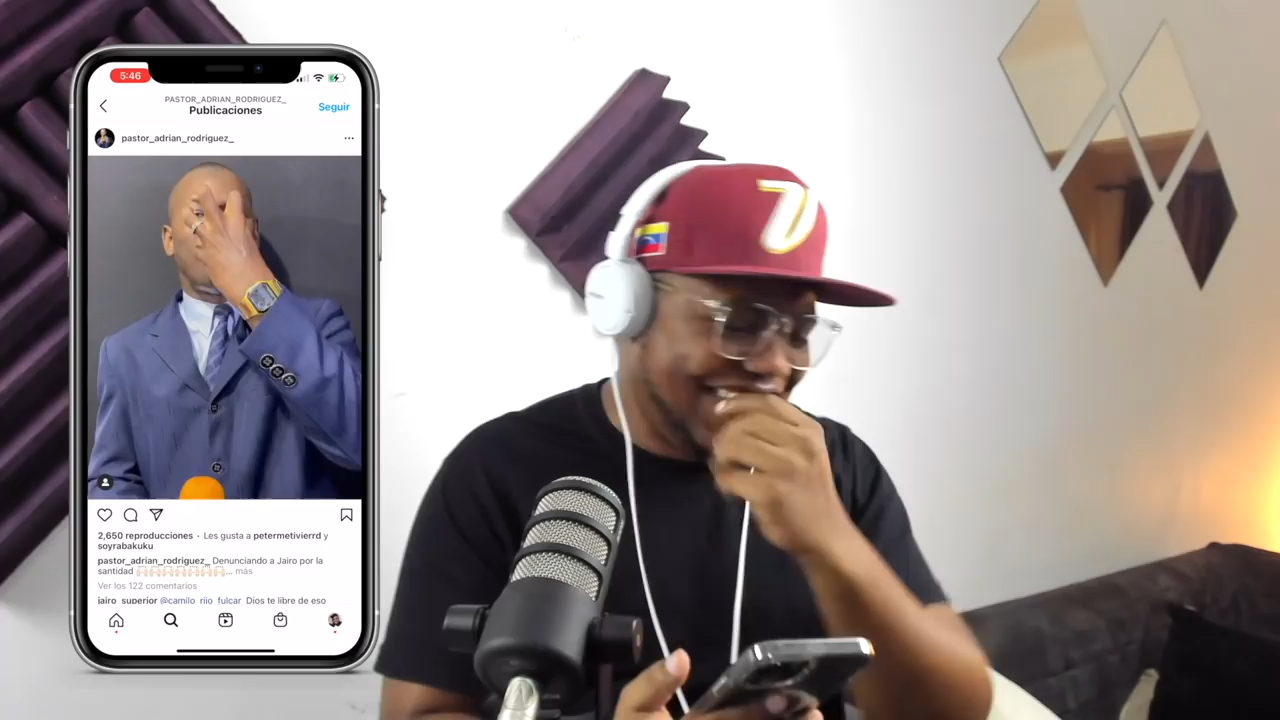 5:46
PASTOR_ADRIAN_RODRIGUEZ_
Publicaciones
Seguir
pastor_adrian_rodriguez_
2,650 reproducciones · Les gusta a petermetivierrd y
soyrabakuku
pastor_adrian_rodriguez_ Denunciando a Jairo por la
santidad 🙌🏻🙌🏻🙌🏻🙌🏻🙌🏻🙌🏻🙌🏻... más
Ver los 122 comentarios
jairo_superior @camilo_rijo_fulcar Dios te libre de eso